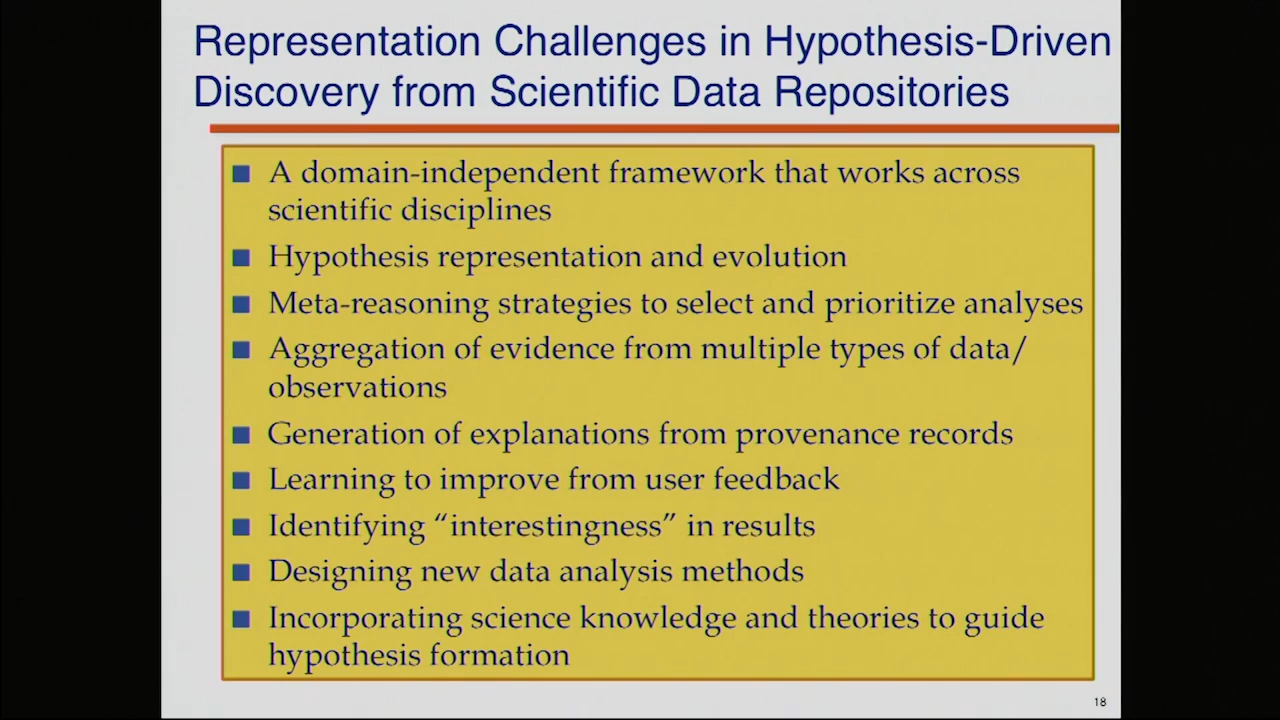 Representation Challenges in Hypothesis-Driven
Discovery from Scientific Data Repositories
A domain-independent framework that works across
scientific disciplines
Hypothesis representation and evolution
Meta-reasoning strategies to select and prioritize analyses
Aggregation of evidence from multiple types of data/
observations
Generation of explanations from provenance records
Learning to improve from user feedback
Identifying “interestingness” in results
Designing new data analysis methods
Incorporating science knowledge and theories to guide
hypothesis formation
18